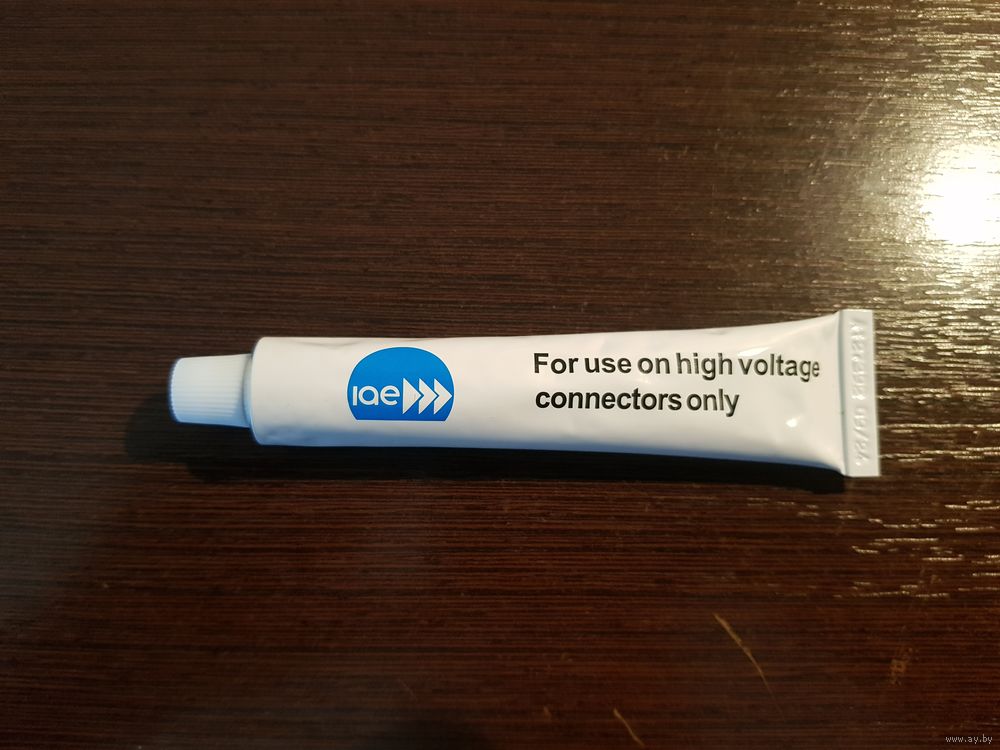 iae
For use on high voltage
connectors only
www.ay.by